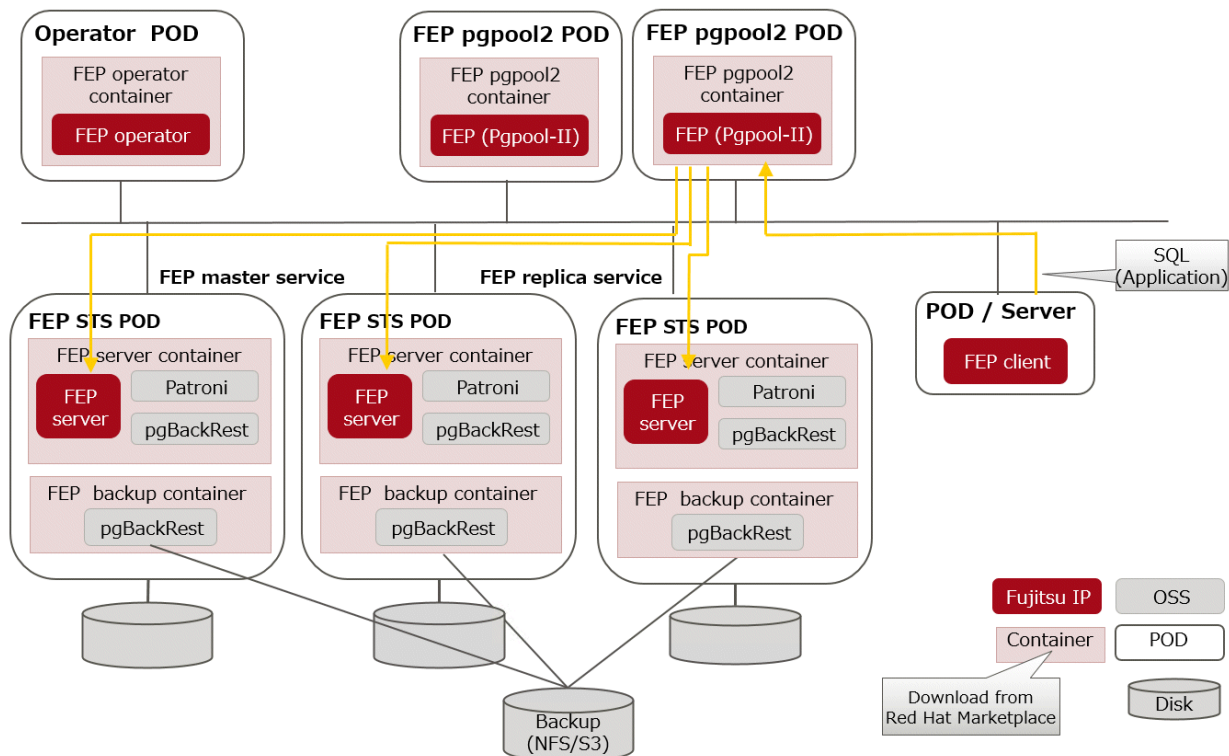 Operator POD
FEP operator
container
FEP operator
FEP pgpool2 POD
FEP pgpool2
container
FEP (Pgpool-II)
FEP pgpool2 POD
FEP pgpool2
container
FEP (Pgpool-II)
SQL
(Application)
FEP master service
FEP replica service
FEP STS POD
FEP server container
FEP
server
Patroni
pgBackRest
FEP backup container
pgBackRest
FEP STS POD
FEP server container
FEP
server
Patroni
pgBackRest
FEP backup container
pgBackRest
FEP STS POD
FEP server container
FEP
server
Patroni
pgBackRest
FEP backup container
pgBackRest
POD / Server
FEP client
Backup
(NFS/S3)
Fujitsu IP
OSS
Container
POD
Download from
Red Hat Marketplace
Disk